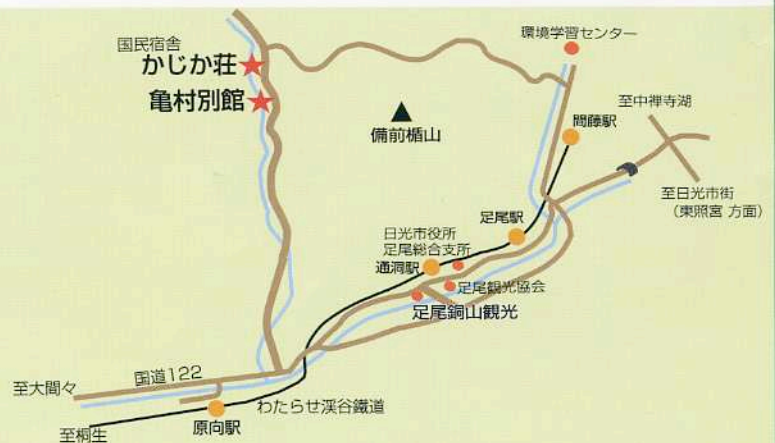 国民宿舎
かじか荘
亀村別館
備前楯山
環境学習センター
間藤駅
至中禅寺湖
至日光市街
(東照宮 方面)
足尾駅
日光市役所
足尾総合支所
通洞駅
足尾観光協会
足尾銅山観光
国道122
至大間々
わたらせ渓谷鐵道
原向駅
至桐生